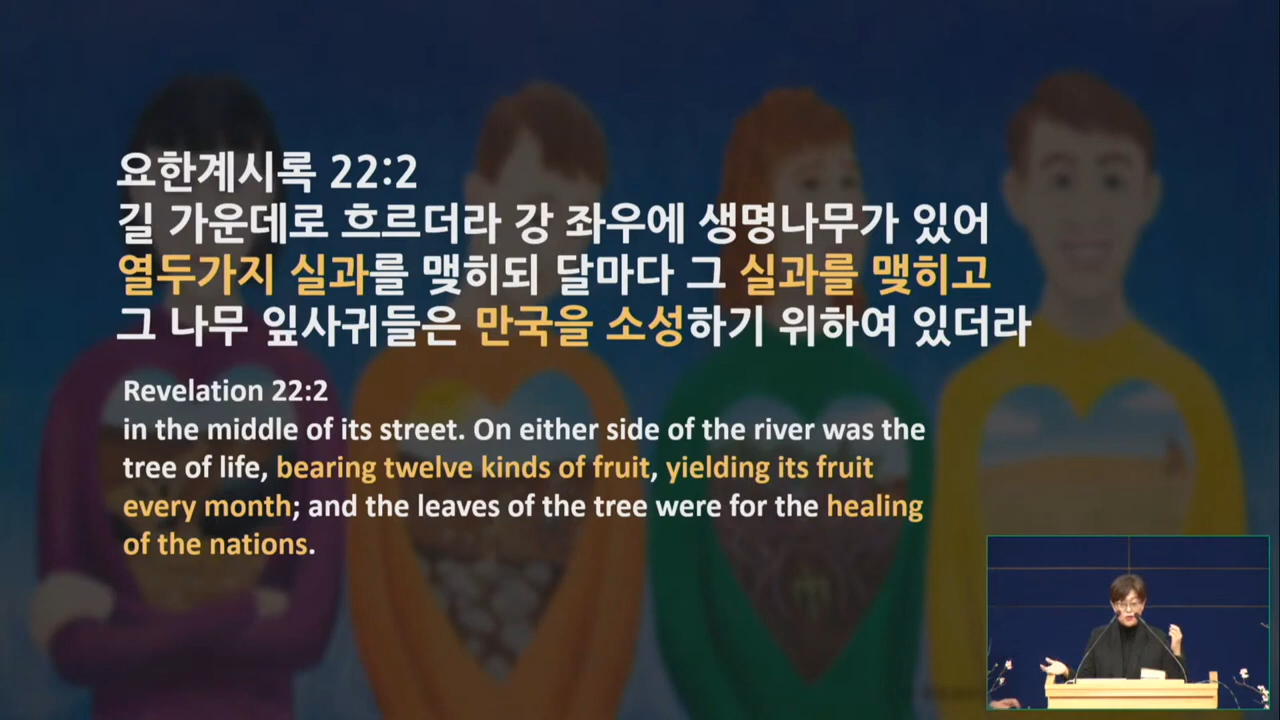 요한계시록 22:2
길 가운데로 흐르더라 강 좌우에 생명나무가 있어
열두가지 실과를 맺히되 달마다 그 실과를 맺히고
그 나무 잎사귀들은 만국을 소성하기 위하여 있더라
Revelation 22:2
in the middle of its street. On either side of the river was the
tree of life, bearing twelve kinds of fruit, yielding its fruit
every month; and the leaves of the tree were for the healing
of the nations.